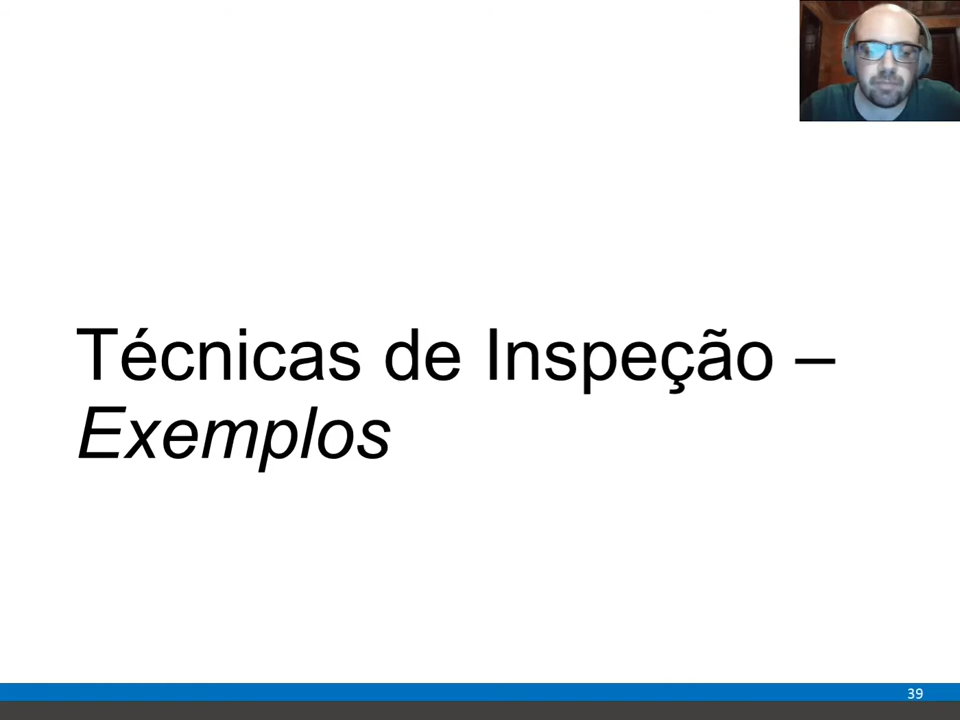 Técnicas de Inspeção –
Exemplos
39